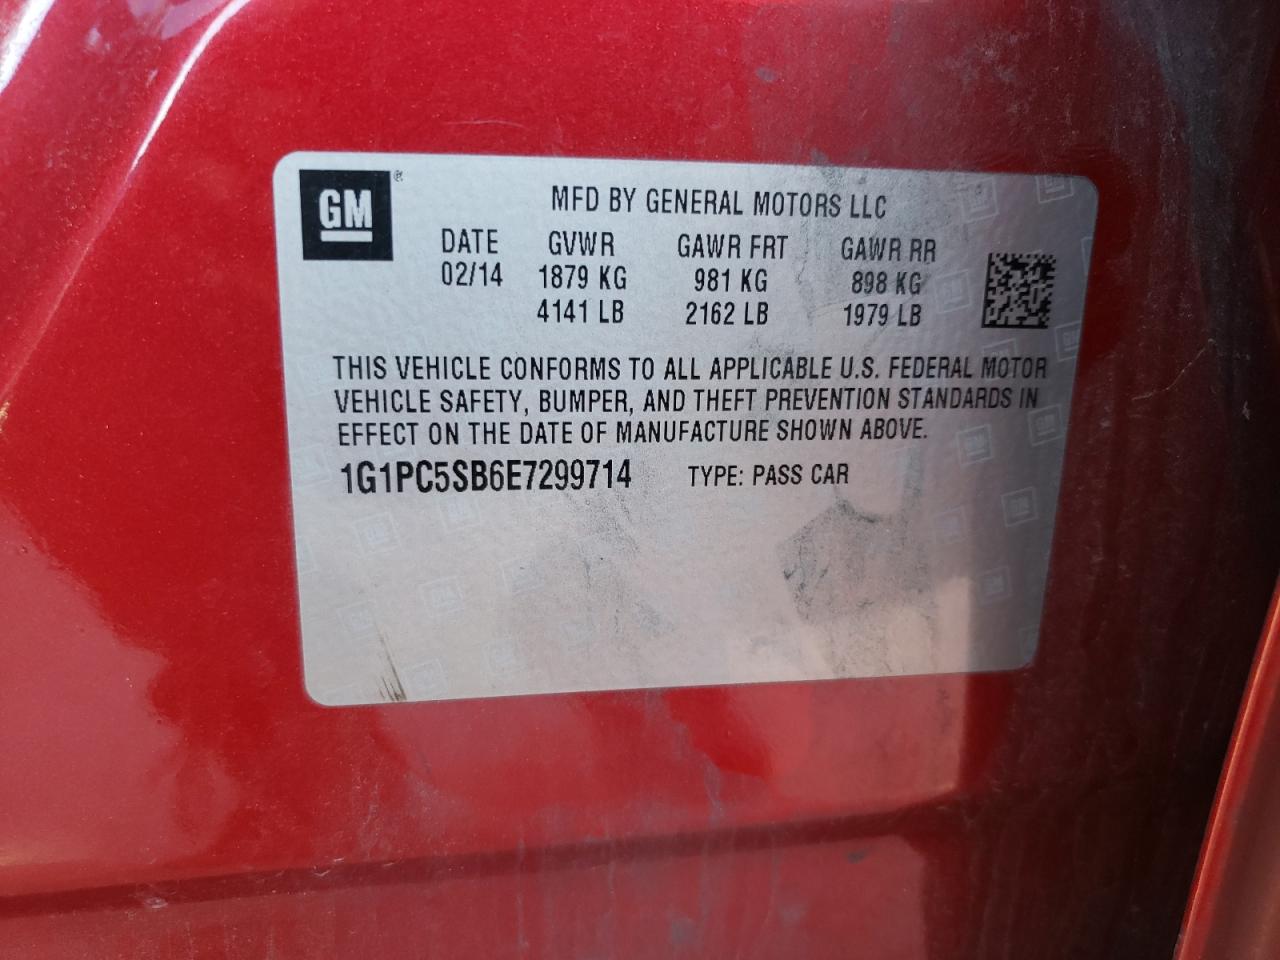 GM®
MFD BY GENERAL MOTORS LLC
DATE GVWR GAWR FRT GAWR RR
02/14 1879 KG 981 KG 898 KG
4141 LB 2162 LB 1979 LB
THIS VEHICLE CONFORMS TO ALL APPLICABLE U.S. FEDERAL MOTOR
VEHICLE SAFETY, BUMPER, AND THEFT PREVENTION STANDARDS IN
EFFECT ON THE DATE OF MANUFACTURE SHOWN ABOVE.
1G1PC5SB6E7299714 TYPE: PASS CAR